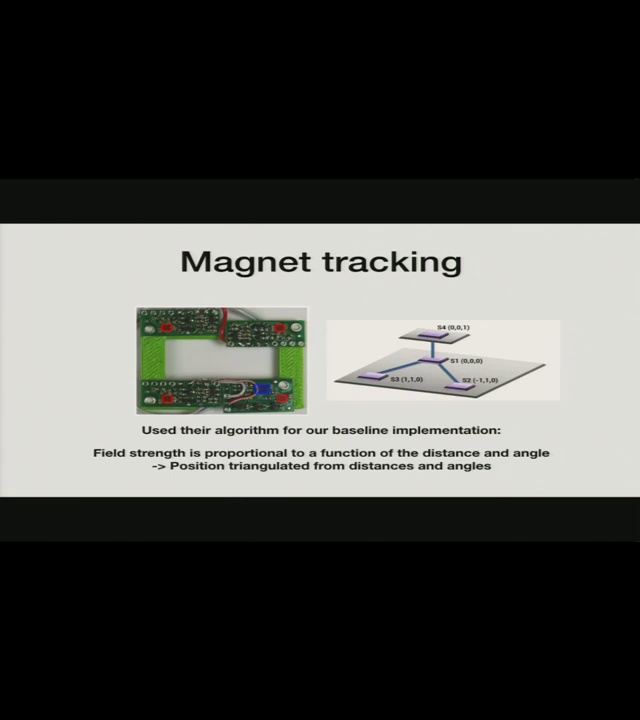 Magnet tracking
S4 (0,0,1)
S1 (0,0,0)
S3 (1,1,0)
S2 (-1,1,0)
Used their algorithm for our baseline implementation:
Field strength is proportional to a function of the distance and angle
-> Position triangulated from distances and angles